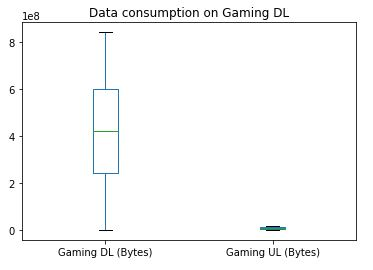 Data consumption on Gaming DL
1e8
8
6
4
2
0
Gaming DL (Bytes) Gaming UL (Bytes)